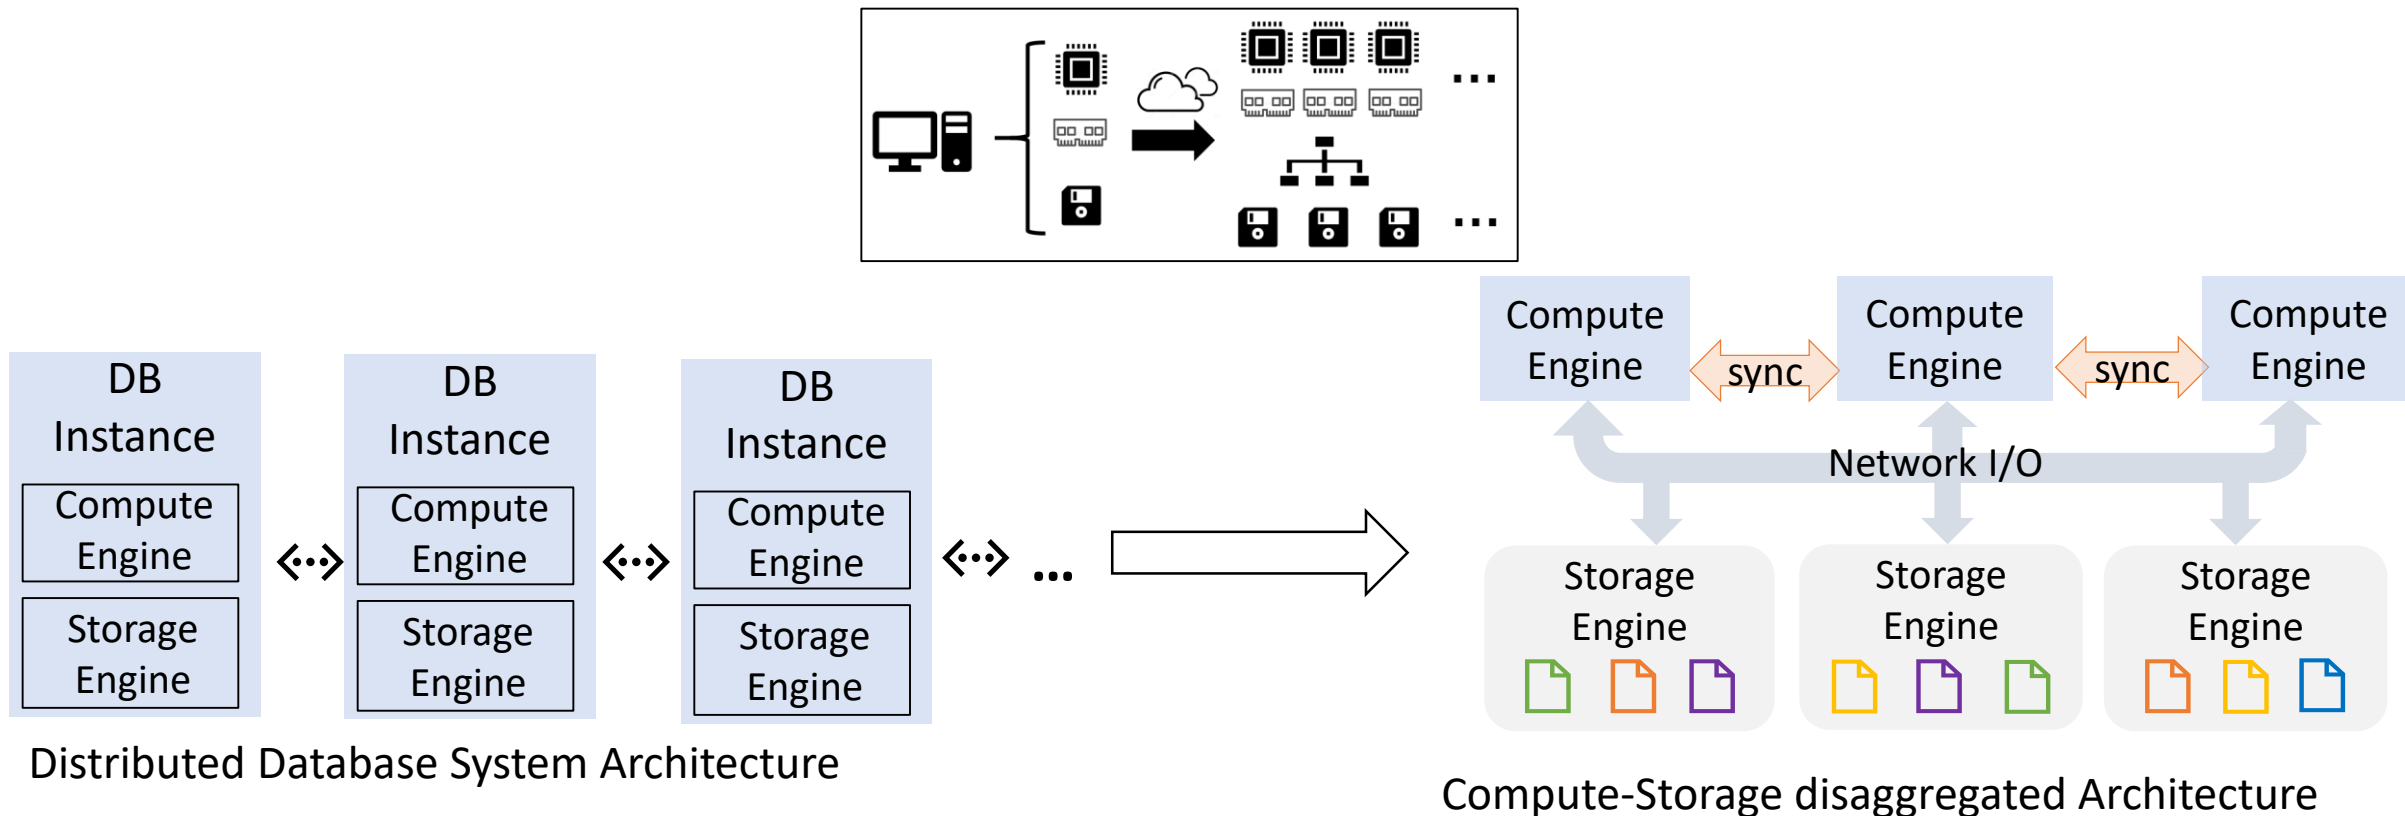 DB
Instance
Compute
Engine
Storage
Engine
DB
Instance
Compute
Engine
Storage
Engine
DB
Instance
Compute
Engine
Storage
Engine
...
Distributed Database System Architecture
Compute
Engine
sync
Compute
Engine
sync
Compute
Engine
Network I/O
Storage
Engine
Storage
Engine
Storage
Engine
Compute-Storage disaggregated Architecture